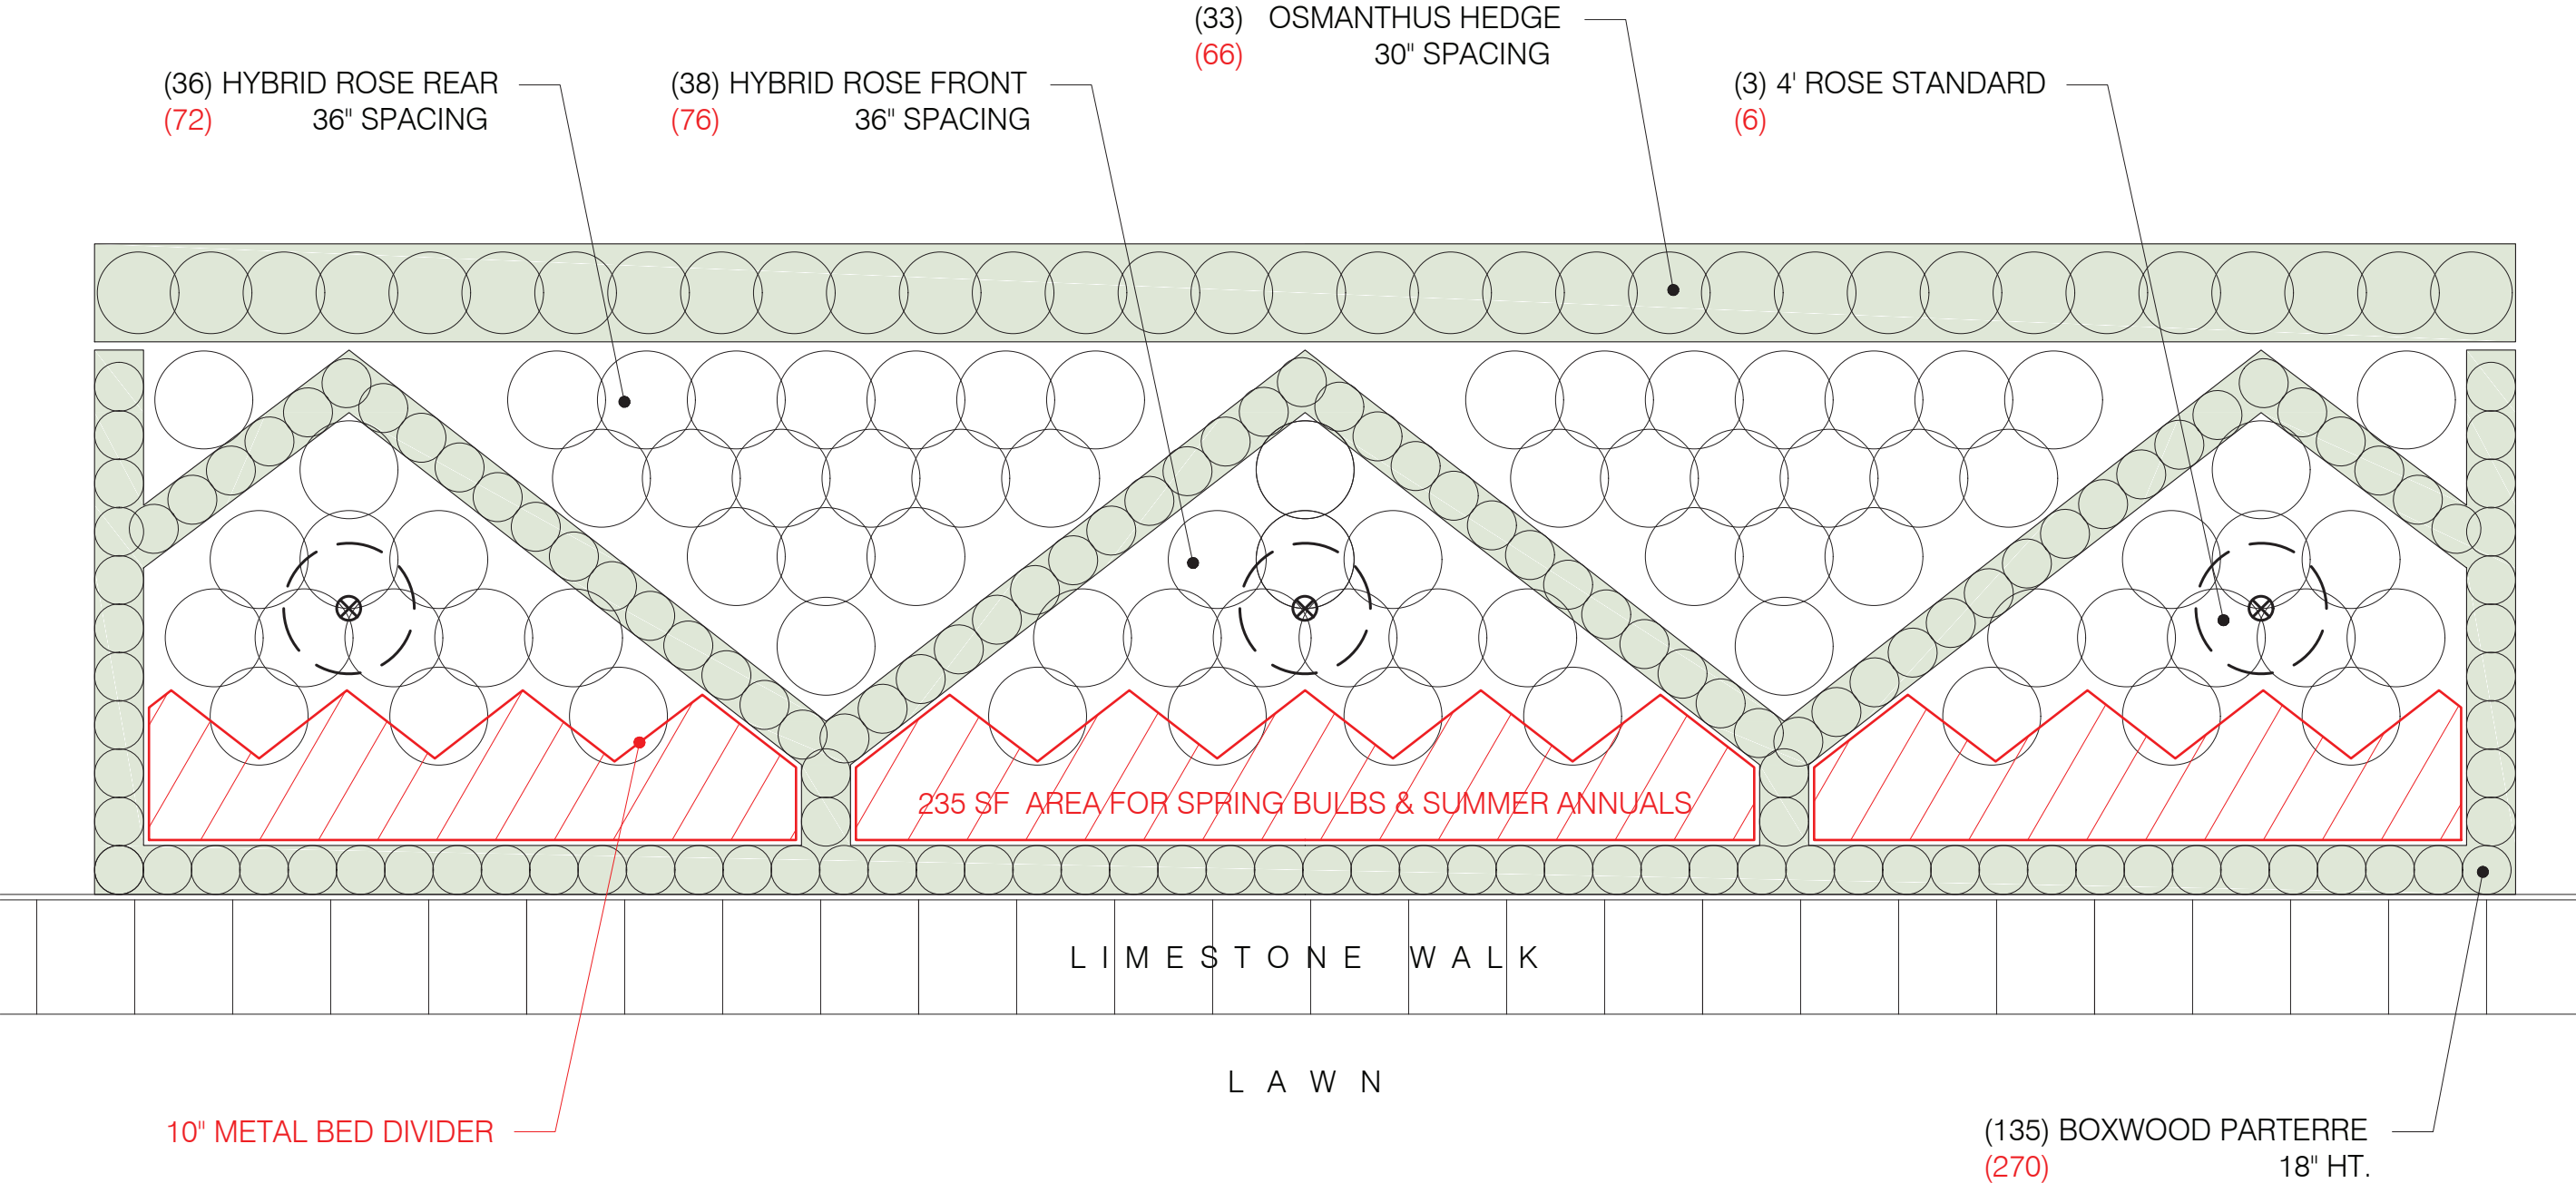 (33) OSMANTHUS HEDGE
(66) 30" SPACING
(36) HYBRID ROSE REAR
(72) 36" SPACING
(38) HYBRID ROSE FRONT
(76) 36" SPACING
(3) 4' ROSE STANDARD
(6)
235 SF AREA FOR SPRING BULBS & SUMMER ANNUALS
LIMESTONE WALK
LAWN
10" METAL BED DIVIDER
(135) BOXWOOD PARTERRE
(270) 18" HT.